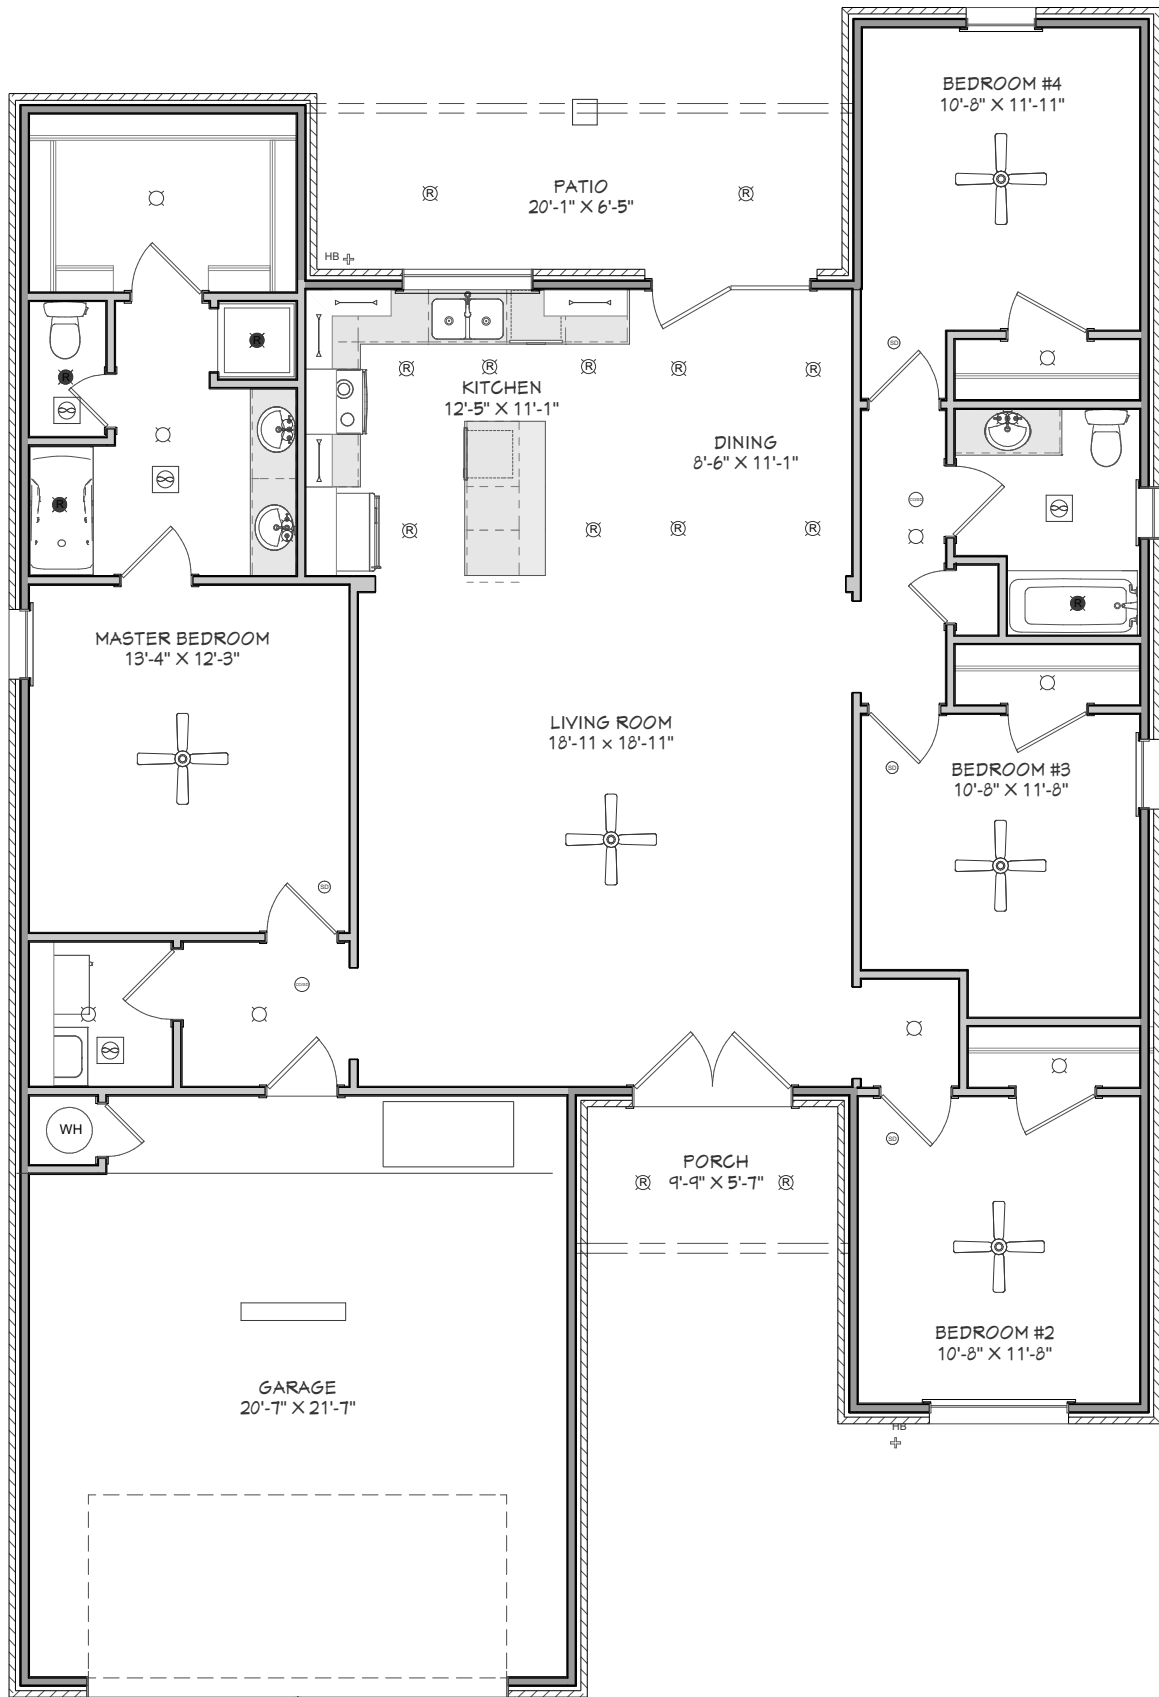 BEDROOM #4
10'-8" X 11'-11"
PATIO
20'-1" X 6'-5"
R
R
HB
R
SD
R
R
R
R
R
KITCHEN
12'-5" X 11'-1"
R
DINING
8'-6" X 11'-1"
R
R
R
R
R
R
MASTER BEDROOM
13'-4" X 12'-3"
LIVING ROOM
18'-11 x 18'-11"
BEDROOM #3
10'-8" X 11'-8"
SD
SD
WH
SD
PORCH
9'-9" X 5'-7"
R
R
BEDROOM #2
10'-8" X 11'-8"
GARAGE
20'-7" X 21'-7"
HB